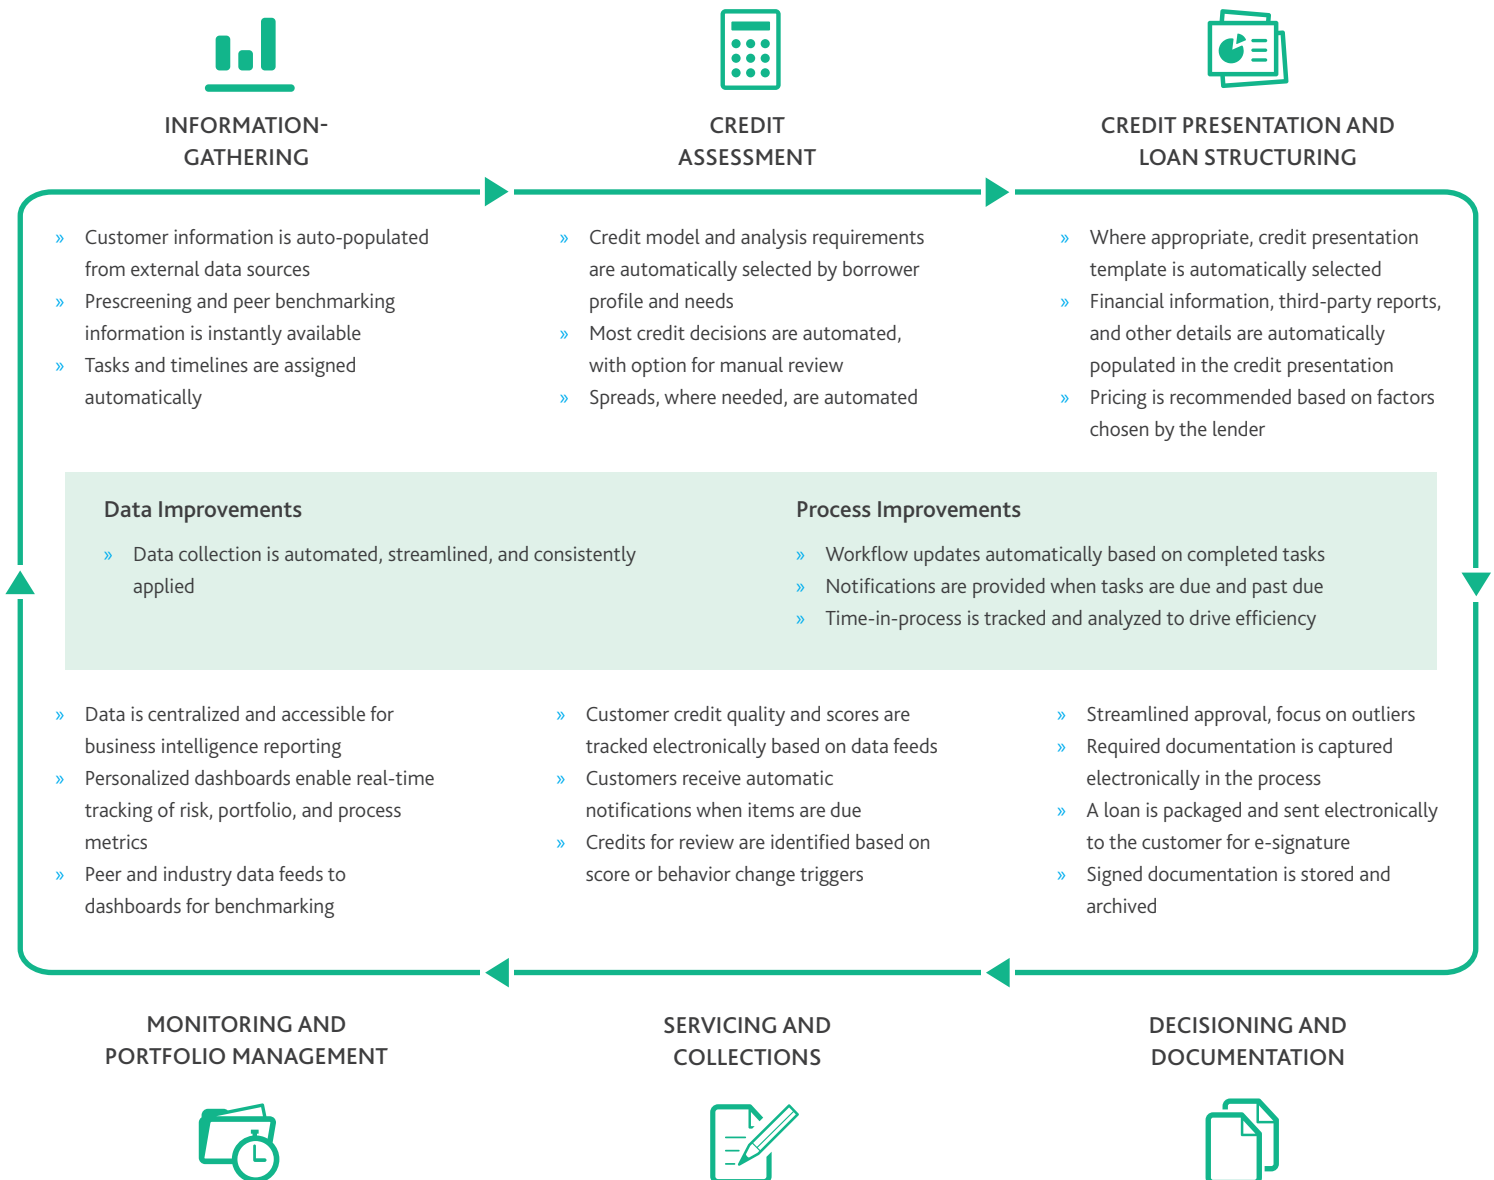 INFORMATION-
GATHERING
CREDIT
ASSESSMENT
CREDIT PRESENTATION AND
LOAN STRUCTURING
» Customer information is auto-populated
from external data sources
» Prescreening and peer benchmarking
information is instantly available
» Tasks and timelines are assigned
automatically
» Credit model and analysis requirements
are automatically selected by borrower
profile and needs
» Most credit decisions are automated,
with option for manual review
» Spreads, where needed, are automated
» Where appropriate, credit presentation
template is automatically selected
» Financial information, third-party reports,
and other details are automatically
populated in the credit presentation
» Pricing is recommended based on factors
chosen by the lender
Data Improvements
» Data collection is automated, streamlined, and consistently
applied
Process Improvements
» Workflow updates automatically based on completed tasks
» Notifications are provided when tasks are due and past due
» Time-in-process is tracked and analyzed to drive efficiency
» Data is centralized and accessible for
business intelligence reporting
» Personalized dashboards enable real-time
tracking of risk, portfolio, and process
metrics
» Peer and industry data feeds to
dashboards for benchmarking
» Customer credit quality and scores are
tracked electronically based on data feeds
» Customers receive automatic
notifications when items are due
» Credits for review are identified based on
score or behavior change triggers
» Streamlined approval, focus on outliers
» Required documentation is captured
electronically in the process
» A loan is packaged and sent electronically
to the customer for e-signature
» Signed documentation is stored and
archived
MONITORING AND
PORTFOLIO MANAGEMENT
SERVICING AND
COLLECTIONS
DECISIONING AND
DOCUMENTATION